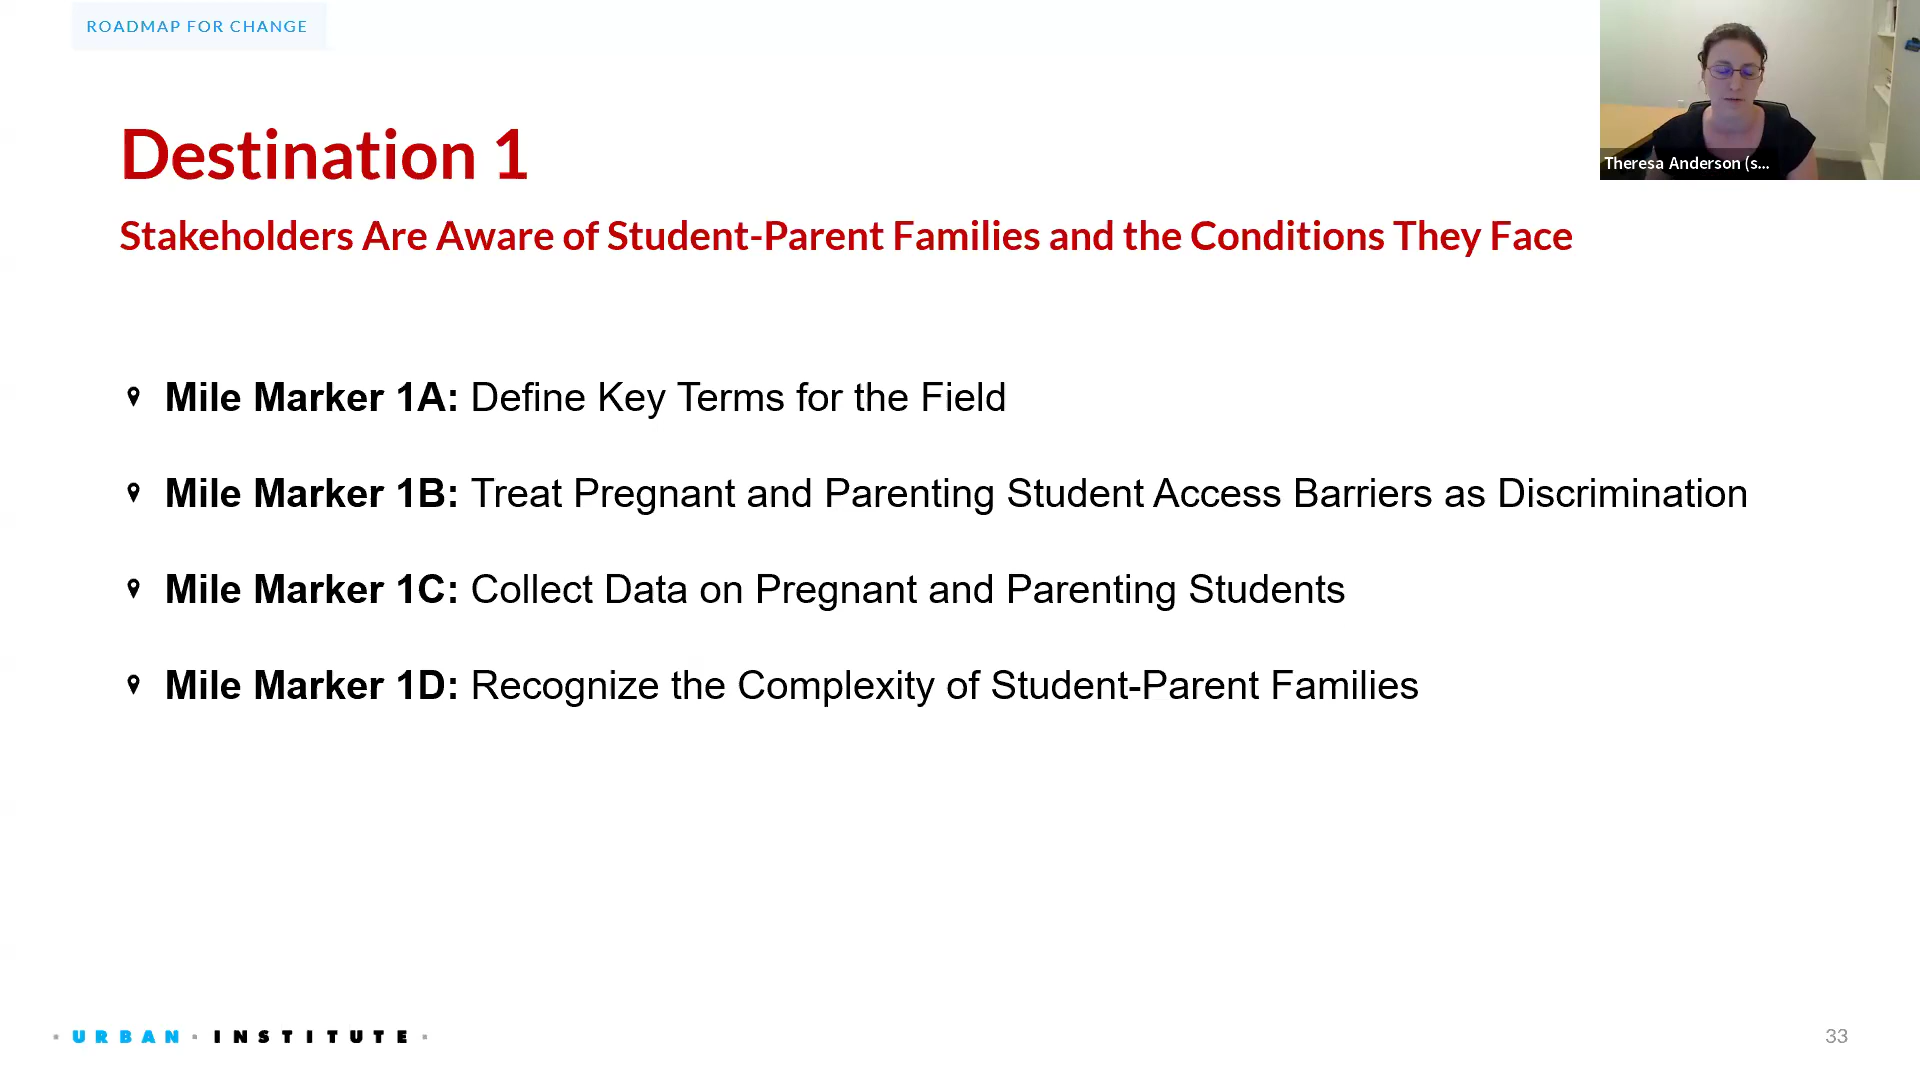 ROADMAP FOR CHANGE
Destination 1
Stakeholders Are Aware of Student-Parent Families and the Conditions They Face
Theresa Anderson (s...
Mile Marker 1A: Define Key Terms for the Field
Mile Marker 1B: Treat Pregnant and Parenting Student Access Barriers as Discrimination
Mile Marker 1C: Collect Data on Pregnant and Parenting Students
Mile Marker 1D: Recognize the Complexity of Student-Parent Families
· URBAN · INSTITUTE ·
33